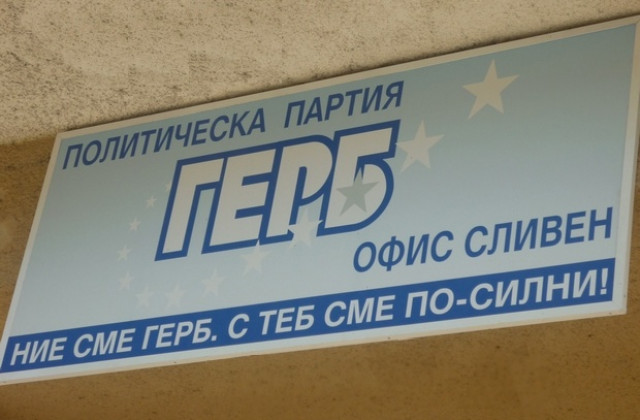 ПОЛИТИЧЕСКА ПАРТИЯ
ГЕРБ
ОФИС СЛИВЕН
НИЕ СМЕ ГЕРБ. С ТЕБ СМЕ ПО-СИЛНИ!